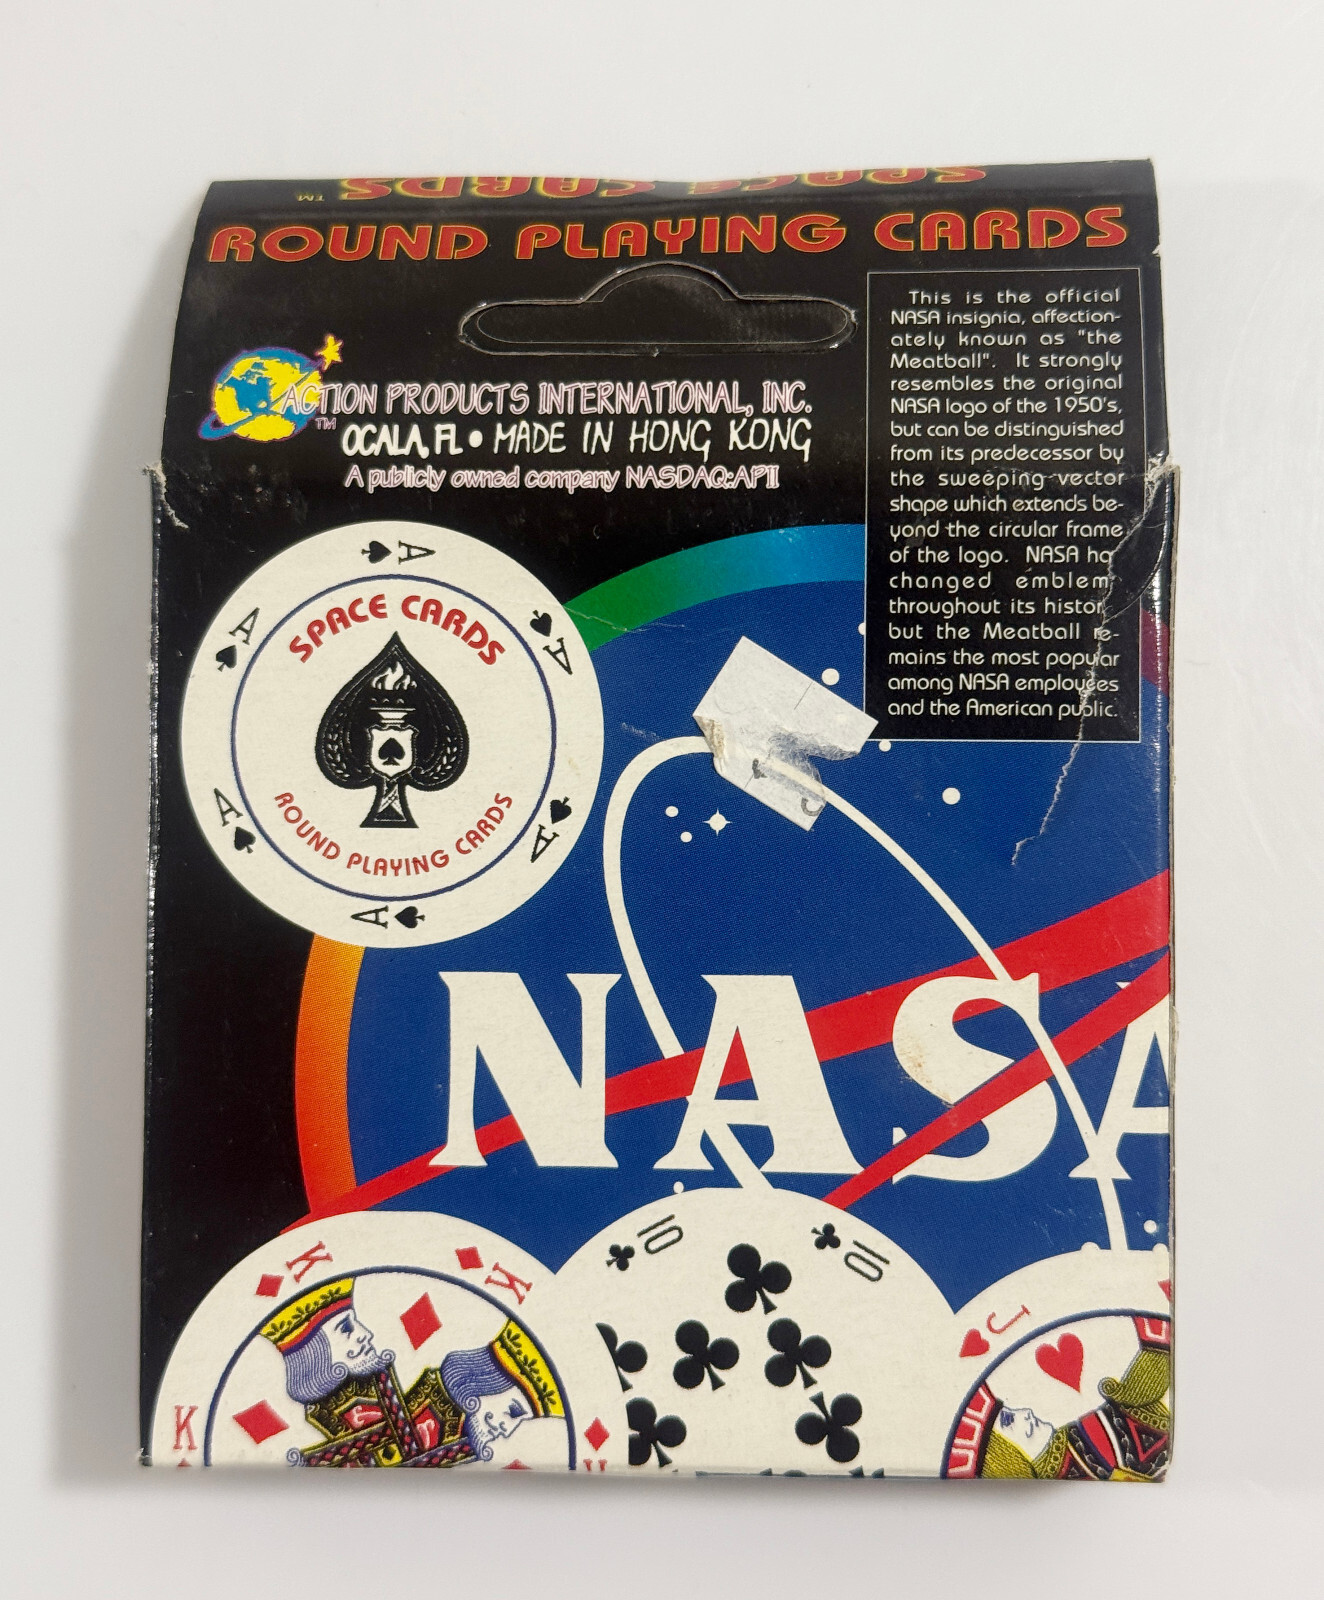 SPACE CARDS ™
ROUND PLAYING CARDS
ACTION PRODUCTS INTERNATIONAL, INC.
TM
OCALA, FL • MADE IN HONG KONG
A publicly owned company NASDAQ:APII
This is the official
NASA insignia, affection-
ately known as "the
Meatball". It strongly
resembles the original
NASA logo of the 1950's,
but can be distinguished
from its predecessor by
the sweeping vector
shape which extends be-
yond the circular frame
of the logo. NASA ha
changed emblem
throughout its histor
but the Meatball re-
mains the most popular
among NASA employees
and the American public.
A
A
A
SPACE CARDS
ROUND PLAYING CARDS
A
A
A
NASA
K
K
K
10
10
J